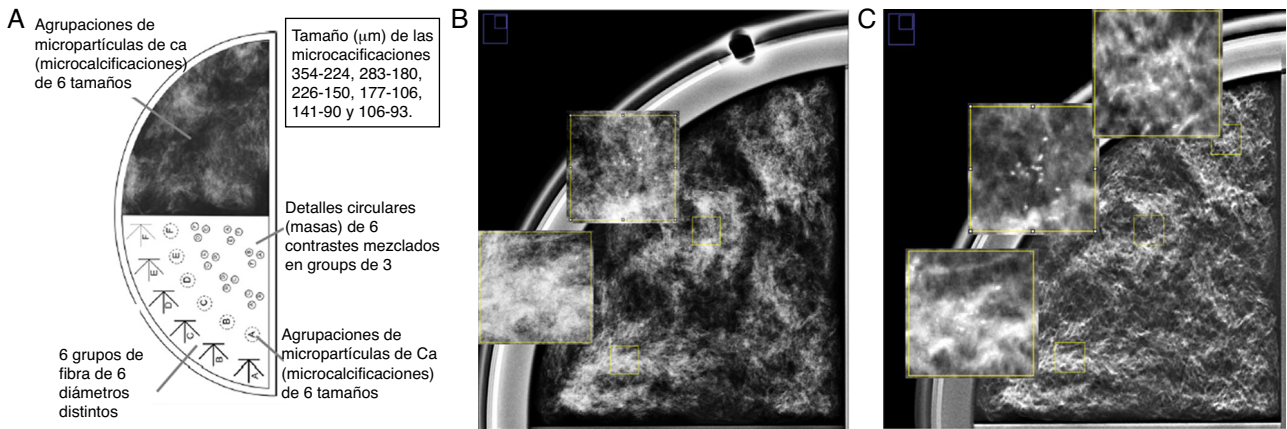 A
Agrupaciones de
micropartículas de ca
(microcalcificaciones)
de 6 tamaños
Tamaño (μm) de las
microcacificaciones
354-224, 283-180,
226-150, 177-106,
141-90 y 106-93.
Detalles circulares
(masas) de 6
contrastes mezclados
en groups de 3
Agrupaciones de
micropartículas de Ca
(microcalcificaciones)
de 6 tamaños
6 grupos de
fibra de 6
diámetros
distintos
F
E
D
C
B
A
F
E
D
C
B
A
B
C